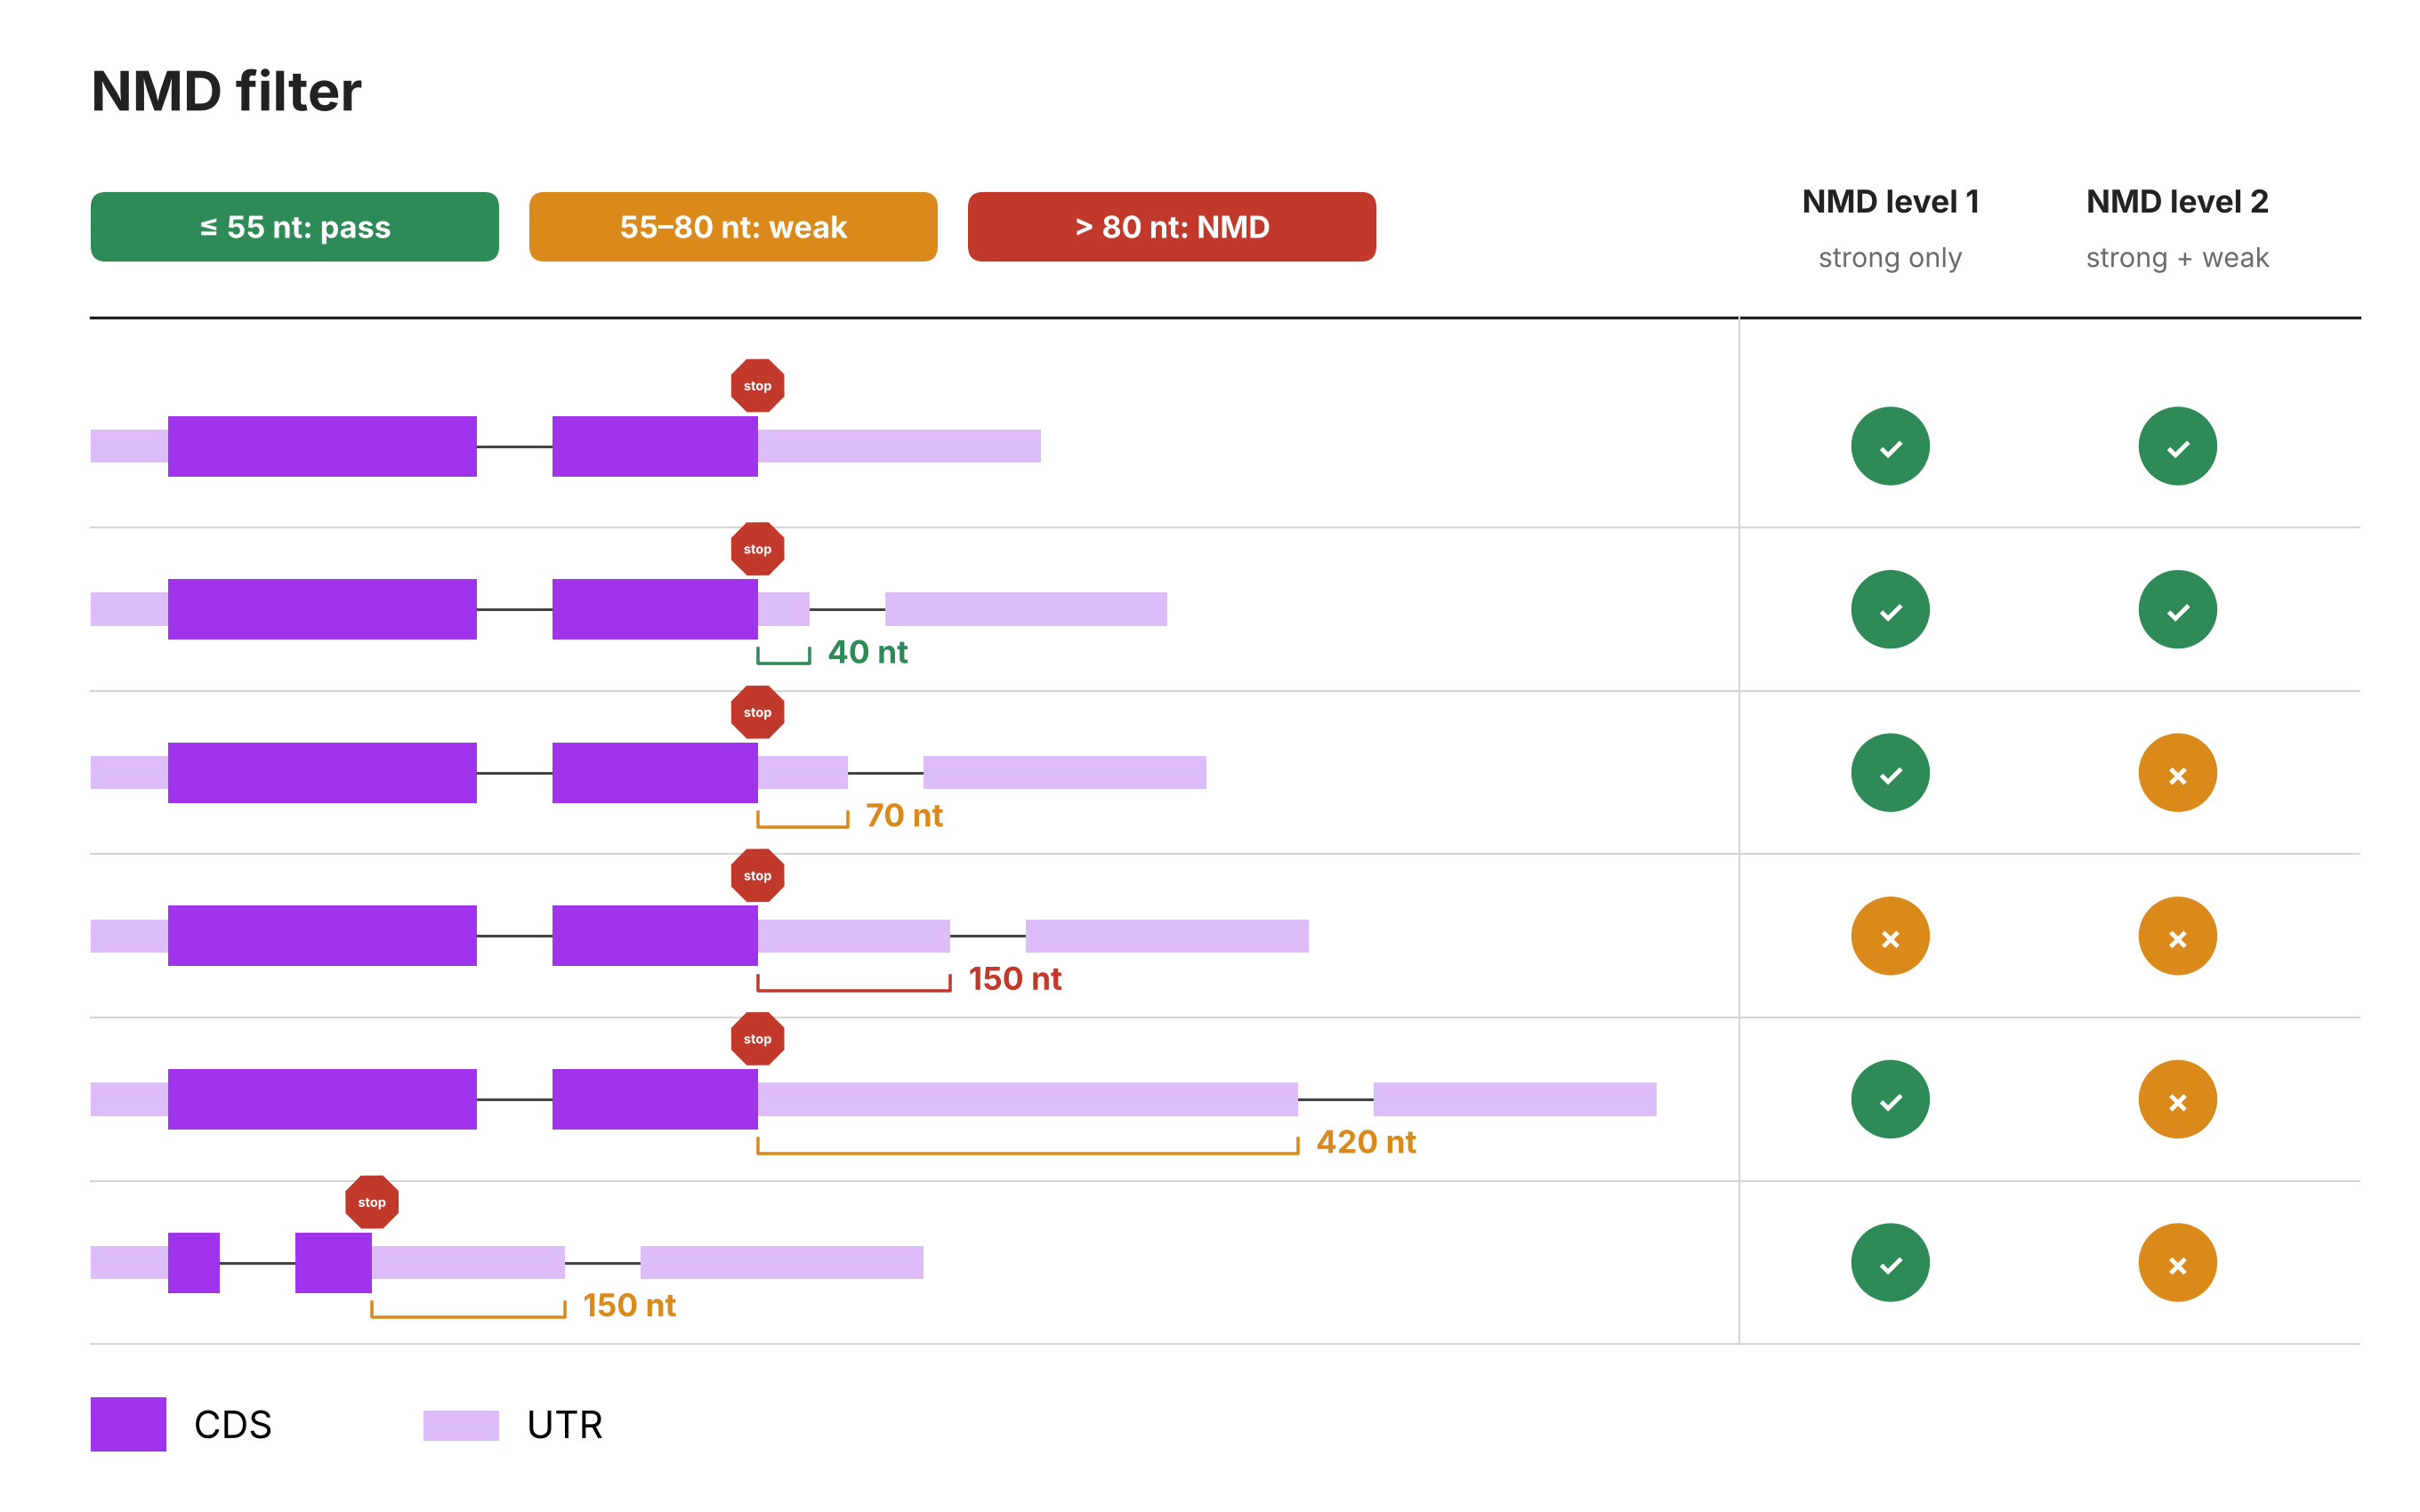 NMD filter
≤ 55 nt: pass
55–80 nt: weak
> 80 nt: NMD
NMD level 1
strong only
NMD level 2
strong + weak
stop
stop
40 nt
stop
70 nt
stop
150 nt
stop
420 nt
stop
150 nt
CDS
UTR